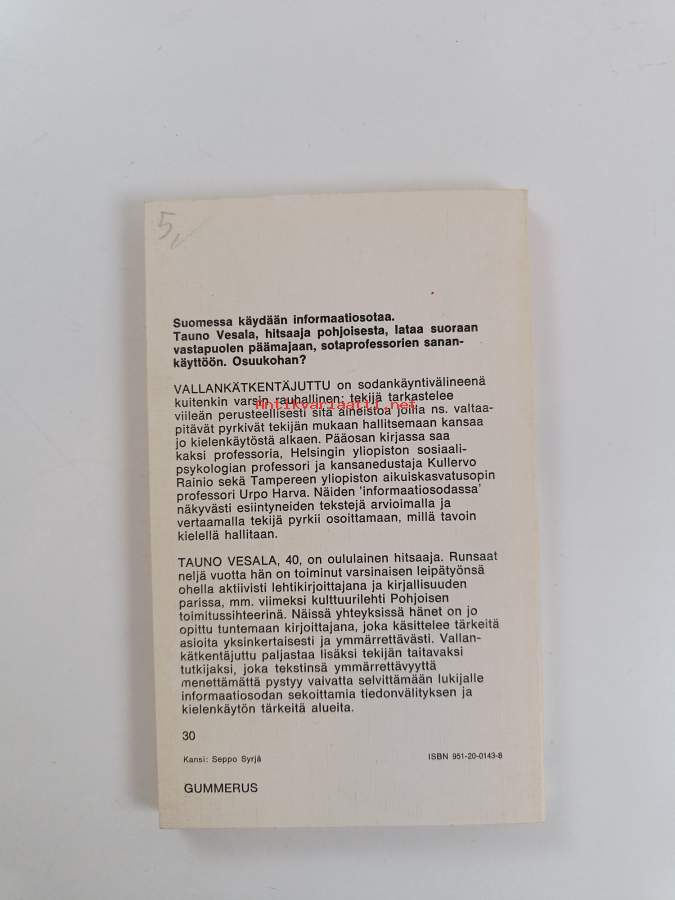 5,
Suomessa käydään informaatiosotaa.
Tauno Vesala, hitsaaja pohjoisesta, lataa suoraan
vastapuolen päämajaan, sotaprofessorien sanan-
käyttöön. Osuukohan?
VALLANKÄTKENTÄJUTTU on sodankäyntivälineenä
kuitenkin varsin rauhallinen: tekijä tarkastelee
Antikvariaatti.net
viileän perusteellisesti sitä aineistoa joilla ns. valtaa-
pitävät pyrkivät tekijän mukaan hallitsemaan kansaa
jo kielenkäytöstä alkaen. Pääosan kirjassa saa
kaksi professoria, Helsingin yliopiston sosiaali-
psykologian professori ja kansanedustaja Kullervo
Rainio sekä Tampereen yliopiston aikuiskasvatusopin
professori Urpo Harva. Näiden 'informaatiosodassa'
näkyvästi esiintyneiden tekstejä arvioimalla ja
vertaamalla tekijä pyrkii osoittamaan, millä tavoin
kielellä hallitaan.
TAUNO VESALA, 40, on oululainen hitsaaja. Runsaat
neljä vuotta hän on toiminut varsinaisen leipätyönsä
ohella aktiivisti lehtikirjoittajana ja kirjallisuuden
parissa, mm. viimeksi kulttuurilehti Pohjoisen
toimitussihteerinä. Näissä yhteyksissä hänet on jo
opittu tuntemaan kirjoittajana, joka käsittelee tärkeitä
asioita yksinkertaisesti ja ymmärrettävästi. Vallan-
kätkentäjuttu paljastaa lisäksi tekijän taitavaksi
tutkijaksi, joka tekstinsä ymmärrettävyyttä
menettämättä pystyy vaivatta selvittämään lukijalle
informaatiosodan sekoittamia tiedonvälityksen ja
kielenkäytön tärkeitä alueita.
30
Kansi: Seppo Syrjä
ISBN 951-20-0143-8
GUMMERUS